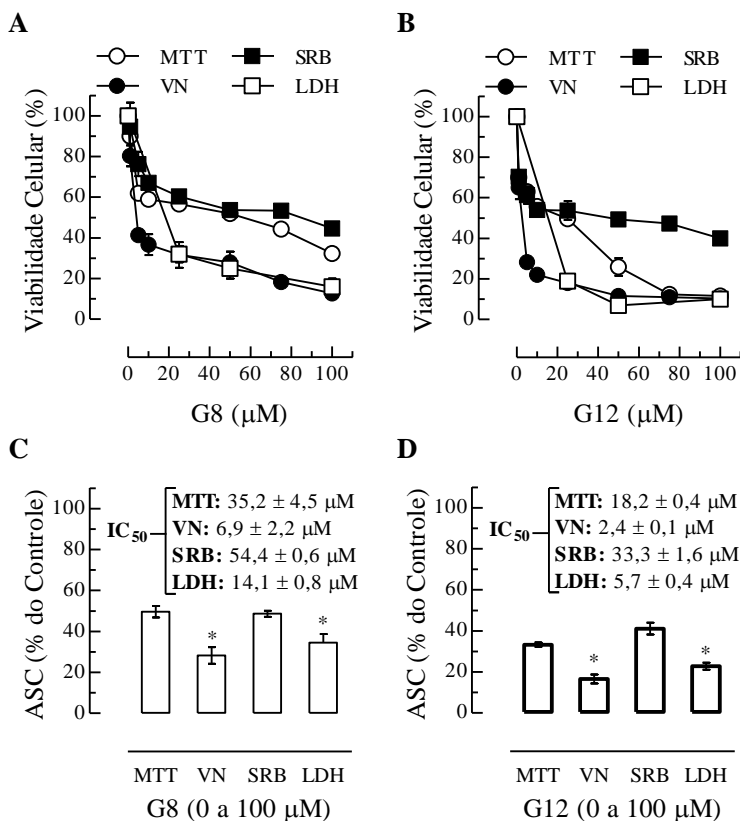 A
MTT SRB
VN LDH
Viabilidade Celular (%)
100
80
60
40
20
0
0 20 40 60 80 100
G8 (μM)
B
MTT SRB
VN LDH
Viabilidade Celular (%)
100
80
60
40
20
0
0 20 40 60 80 100
G12 (μM)
C
ASC (% do Controle)
100
80
60
40
20
0
IC50
MTT: 35,2 ± 4,5 μM
VN: 6,9 ± 2,2 μM
SRB: 54,4 ± 0,6 μM
LDH: 14,1 ± 0,8 μM
* *
MTT VN SRB LDH
G8 (0 a 100 μM)
D
ASC (% do Controle)
100
80
60
40
20
0
IC50
MTT: 18,2 ± 0,4 μM
VN: 2,4 ± 0,1 μM
SRB: 33,3 ± 1,6 μM
LDH: 5,7 ± 0,4 μM
* *
MTT VN SRB LDH
G12 (0 a 100 μM)